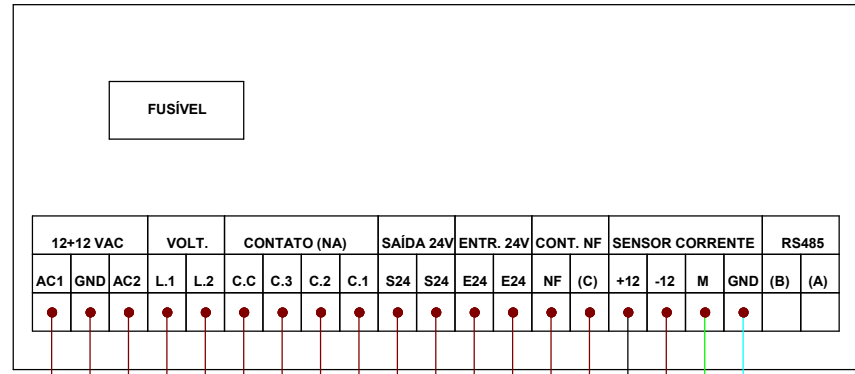 FUSÍVEL
12+12 VAC VOLT. CONTATO (NA) SAÍDA 24V ENTR. 24V CONT. NF SENSOR CORRENTE RS485
AC1 GND AC2 L.1 L.2 C.C C.3 C.2 C.1 S24 S24 E24 E24 NF (C) +12 -12 M GND (B) (A)